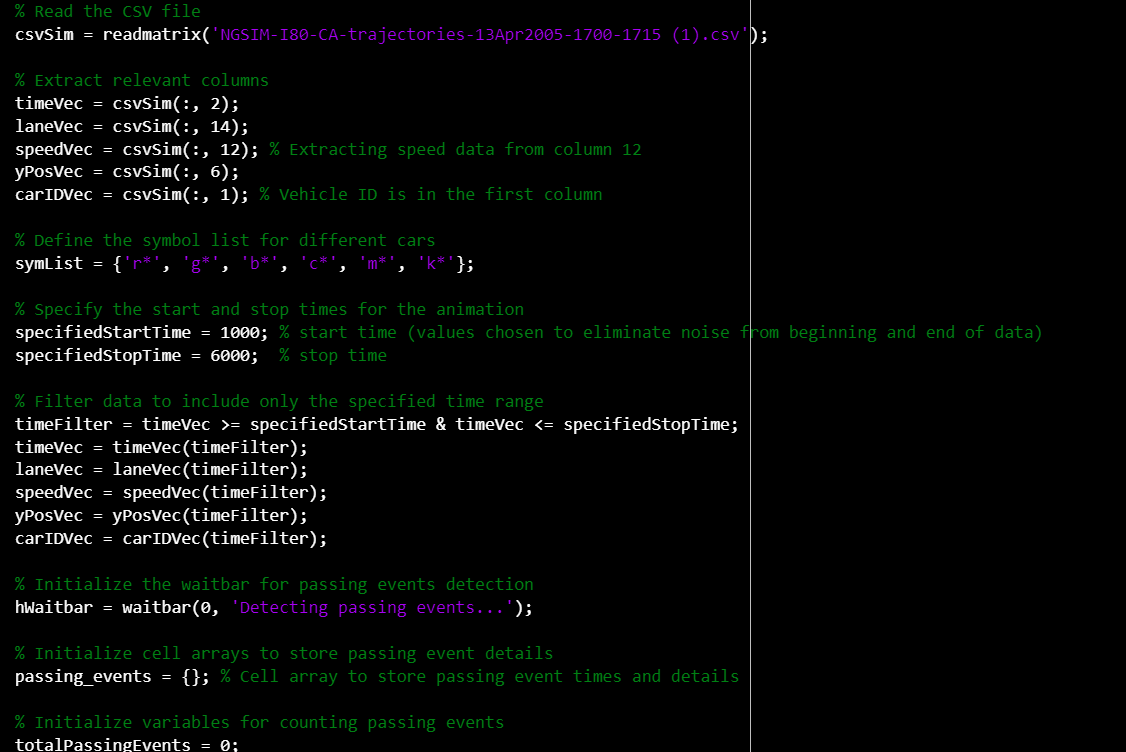 % Read the CSV file
csvSim = readmatrix('NGSIM-I80-CA-trajectories-13Apr2005-1700-1715 (1).csv');
% Extract relevant columns
timeVec = csvSim(:, 2);
laneVec = csvSim(:, 14);
speedVec = csvSim(:, 12); % Extracting speed data from column 12
yPosVec = csvSim(:, 6);
carIDVec = csvSim(:, 1); % Vehicle ID is in the first column
% Define the symbol list for different cars
symList = {'r*', 'g*', 'b*', 'c*', 'm*', 'k*'};
% Specify the start and stop times for the animation
specifiedStartTime = 1000; % start time (values chosen to eliminate noise from beginning and end of data)
specifiedStopTime = 6000;  % stop time
% Filter data to include only the specified time range
timeFilter = timeVec >= specifiedStartTime & timeVec <= specifiedStopTime;
timeVec = timeVec(timeFilter);
laneVec = laneVec(timeFilter);
speedVec = speedVec(timeFilter);
yPosVec = yPosVec(timeFilter);
carIDVec = carIDVec(timeFilter);
% Initialize the waitbar for passing events detection
hWaitbar = waitbar(0, 'Detecting passing events...');
% Initialize cell arrays to store passing event details
passing_events = {}; % Cell array to store passing event times and details
% Initialize variables for counting passing events
totalPassingEvents = 0;